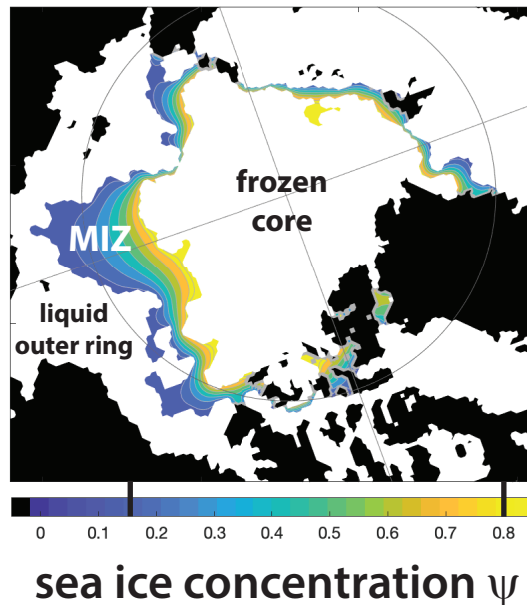 frozen
core
MIZ
liquid
outer ring
0 0.1 0.2 0.3 0.4 0.5 0.6 0.7 0.8
sea ice concentration ψ